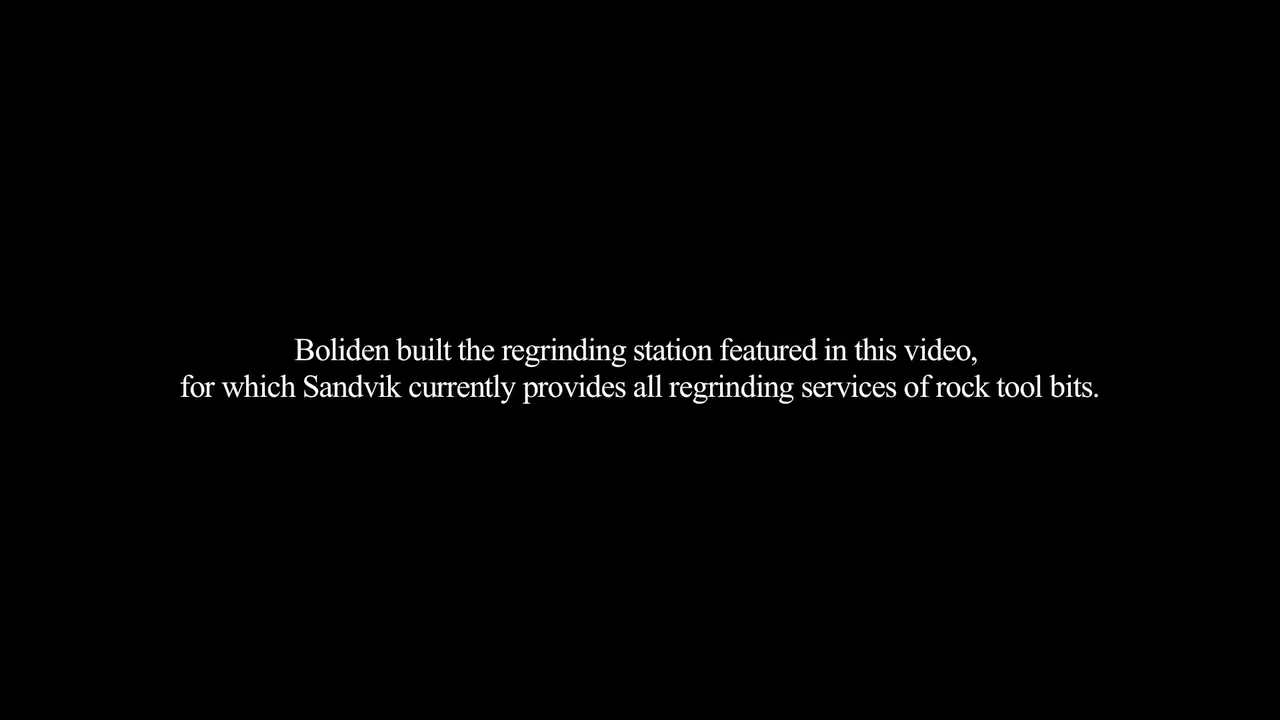 Boliden built the regrinding station featured in this video,
for which Sandvik currently provides all regrinding services of rock tool bits.